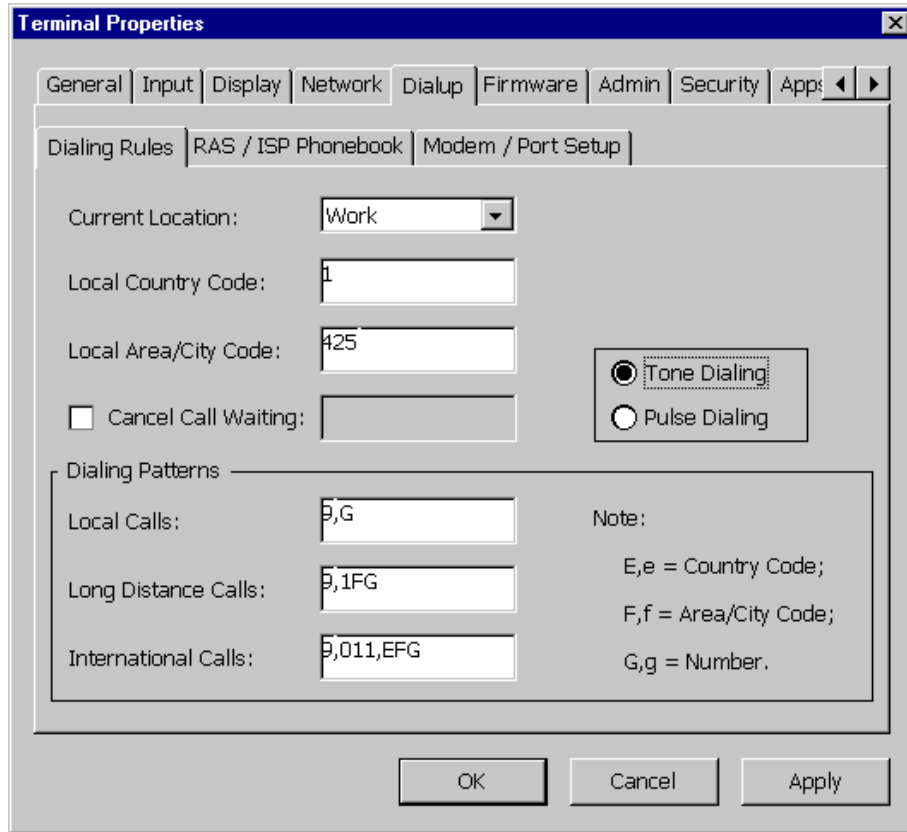 Terminal Properties
General Input Display Network Dialup Firmware Admin Security Apps
Dialing Rules RAS / ISP Phonebook Modem / Port Setup
Current Location: Work
Local Country Code: 1
Local Area/City Code: 425
Tone Dialing
Cancel Call Waiting:
Pulse Dialing
Dialing Patterns
Local Calls: 9,G Note:
E,e = Country Code;
Long Distance Calls: 9,1FG
F,f = Area/City Code;
International Calls: 9,011,EFG G,g = Number.
OK Cancel Apply